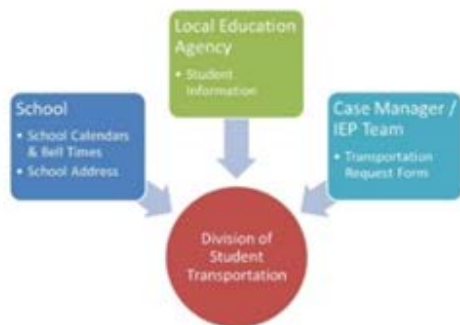 Local Education
Agency
• Student
Information
School
• School Calendars
& Bell Times
• School Address
Case Manager /
IEP Team
• Transportation
Request Form
Division of
Student
Transportation